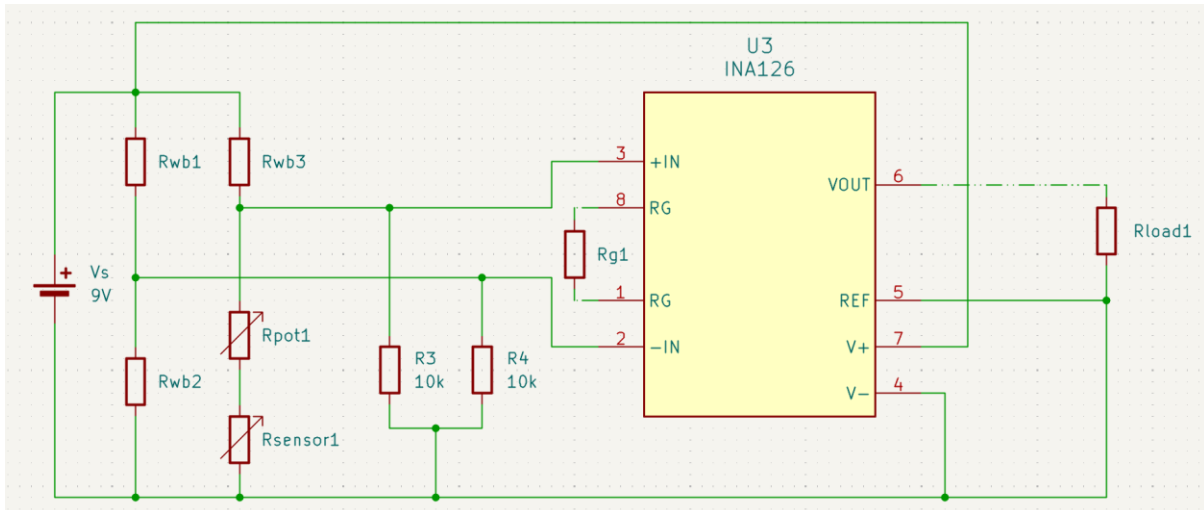 U3
INA126
Rwb1
Rwb3
3
+IN
VOUT
6
8
RG
Rg1
Rload1
Vs
9V
1
RG
REF
5
Rpot1
2
-IN
V+
7
R3
10k
R4
10k
Rwb2
V-
4
Rsensor1